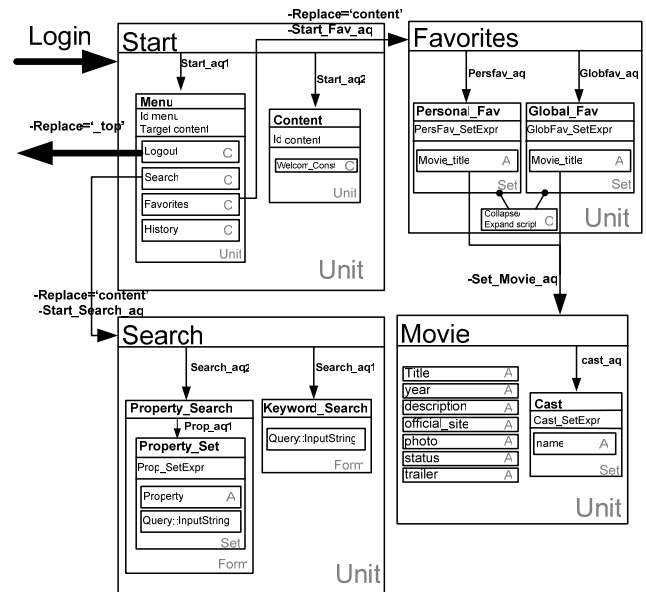 Login
-Replace='_top'
Start
Start_aq1
Start_aq2
Menu
Id menu
Target content
Logout C
Search C
Favorites C
History C
Unit
Content
Id content
Welcom_Const C
Unit
Unit
-Replace='content'
-Start_Fav_aq
Favorites
Persfav_aq
Globfav_aq
Personal_Fav
PersFav_SetExpr
Movie_title A
Set
Global_Fav
GlobFav_SetExpr
Movie_title A
Set
Collapse/
Expand script C
Unit
-Set_Movie_aq
-Replace='content'
-Start_Search_aq
Search
Search_aq2
Search_aq1
Property_Search
Prop_aq1
Property_Set
Prop_SetExpr
Property A
Query::InputString
Set
Form
Keyword_Search
Query::InputString
Form
Unit
Movie
cast_aq
Title A
year A
description A
official_site A
photo A
status A
trailer A
Cast
Cast_SetExpr
name A
Set
Unit